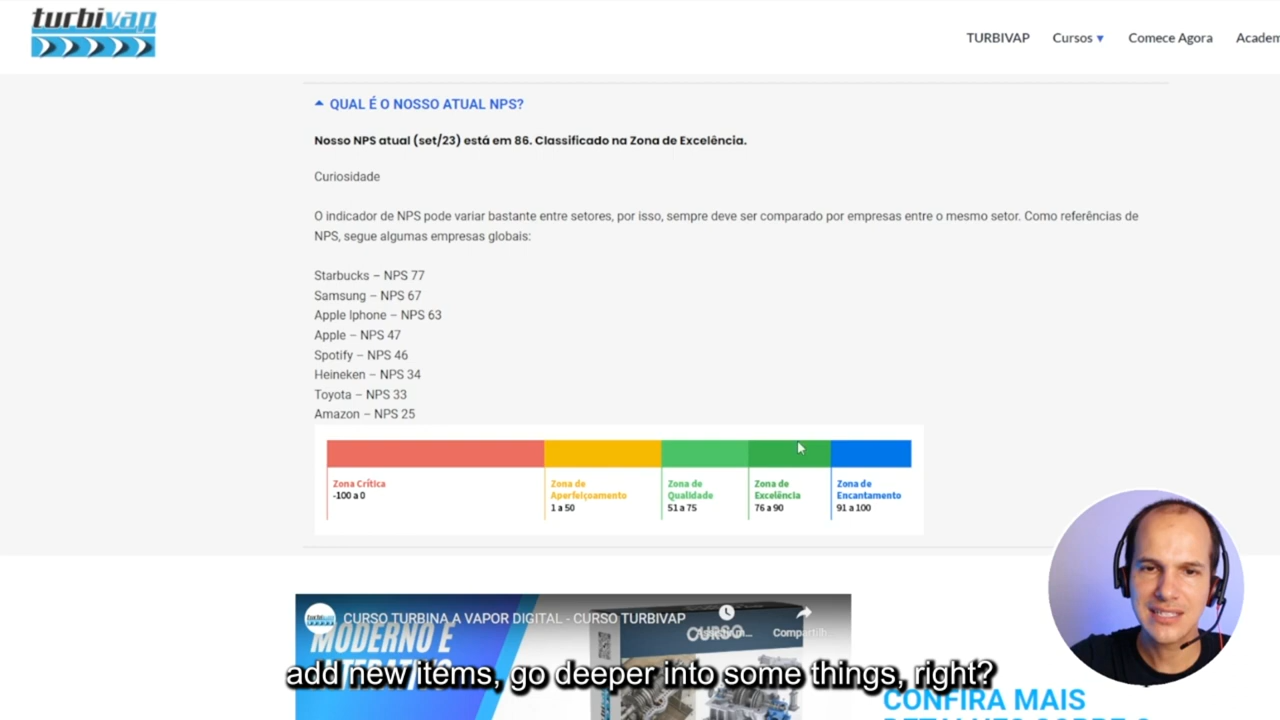 turbivap
TURBIVAP Cursos Comece Agora Academ
QUAL É O NOSSO ATUAL NPS?
Nosso NPS atual (set/23) está em 86. Classificado na Zona de Excelência.
Curiosidade
O indicador de NPS pode variar bastante entre setores, por isso, sempre deve ser comparado por empresas entre o mesmo setor. Como referências de
NPS, segue algumas empresas globais:
Starbucks – NPS 77
Samsung – NPS 67
Apple Iphone – NPS 63
Apple – NPS 47
Spotify – NPS 46
Heineken – NPS 34
Toyota – NPS 33
Amazon – NPS 25
Zona Crítica
-100 a 0
Zona de
Aperfeiçoamento
1 a 50
Zona de
Qualidade
51 a 75
Zona de
Excelência
76 a 90
Zona de
Encantamento
91 a 100
CURSO TURBINA A VAPOR DIGITAL - CURSO TURBIVAP
MODERNO E
CURSO
Compartilh...
add new items, go deeper into some things, right?
CONFIRA MAIS